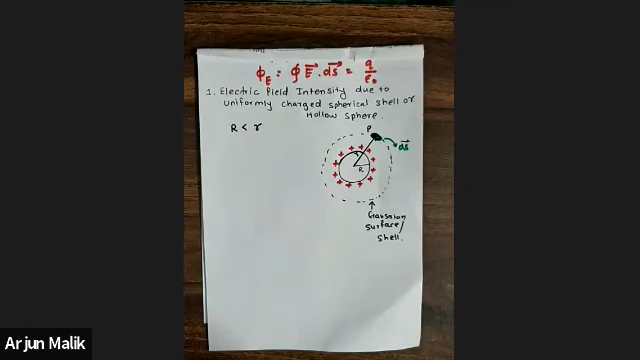 ϕE = ∮ E⃗ . ds⃗ = q/ε0
1. Electric Field Intensity due to
uniformly charged spherical shell or
Hollow sphere.
R < r
P
ds⃗
r
R
Gaussian
surface/
shell.
Arjun Malik